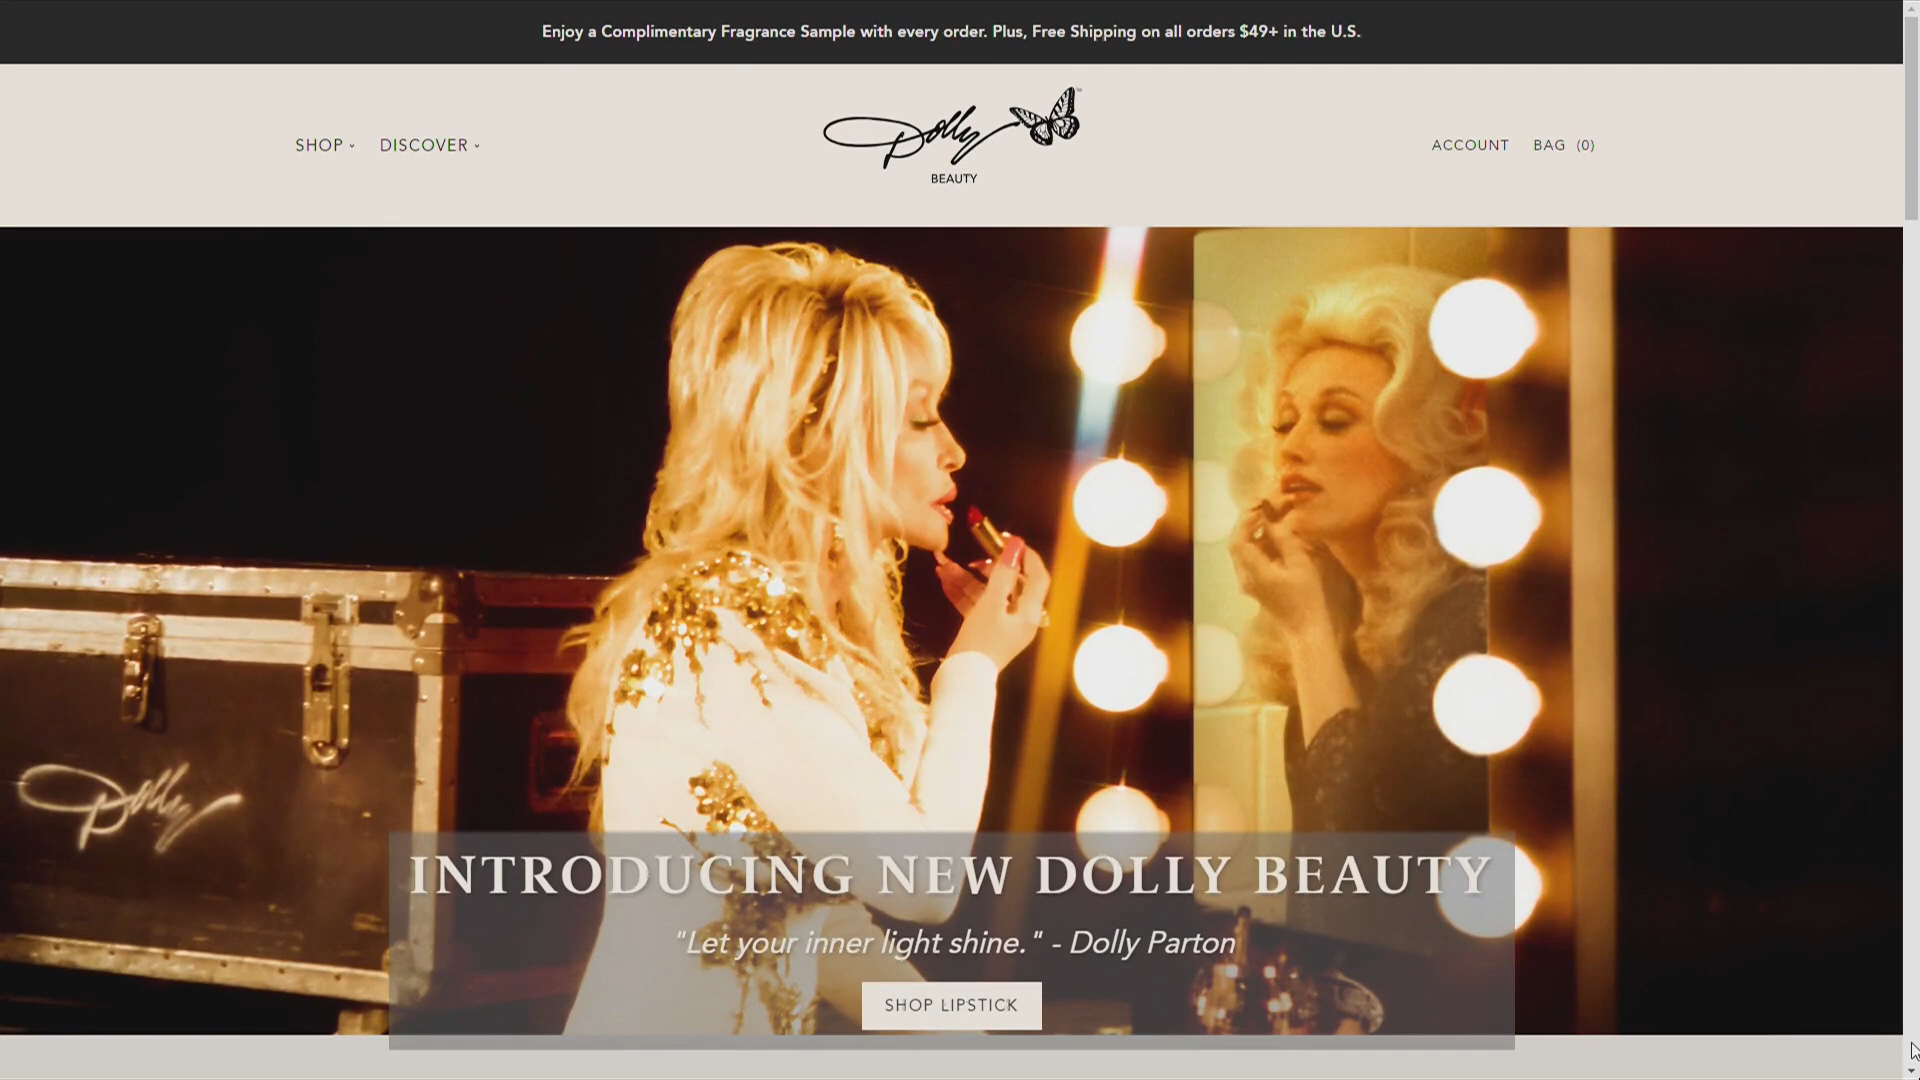 Enjoy a Complimentary Fragrance Sample with every order. Plus, Free Shipping on all orders $49+ in the U.S.
SHOP
DISCOVER
Dolly
BEAUTY
ACCOUNT
BAG (0)
Dolly
INTRODUCING NEW DOLLY BEAUTY
"Let your inner light shine." - Dolly Parton
SHOP LIPSTICK